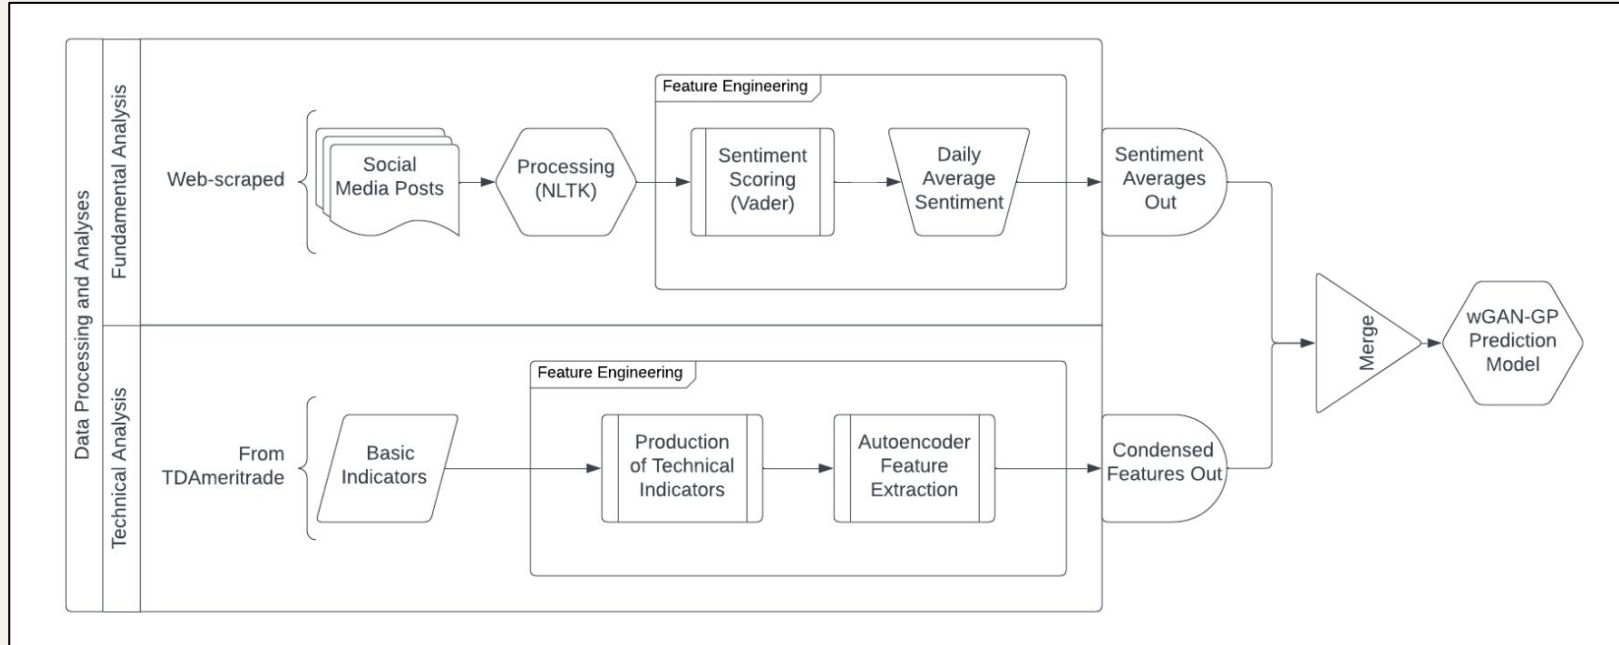 Data Processing and Analyses
Fundamental Analysis
Web-scraped
Social
Media Posts
Processing
(NLTK)
Feature Engineering
Sentiment
Scoring
(Vader)
Daily
Average
Sentiment
Sentiment
Averages
Out
Technical Analysis
From
TDAmeritrade
Basic
Indicators
Feature Engineering
Production
of Technical
Indicators
Autoencoder
Feature
Extraction
Condensed
Features Out
Merge
wGAN-GP
Prediction
Model